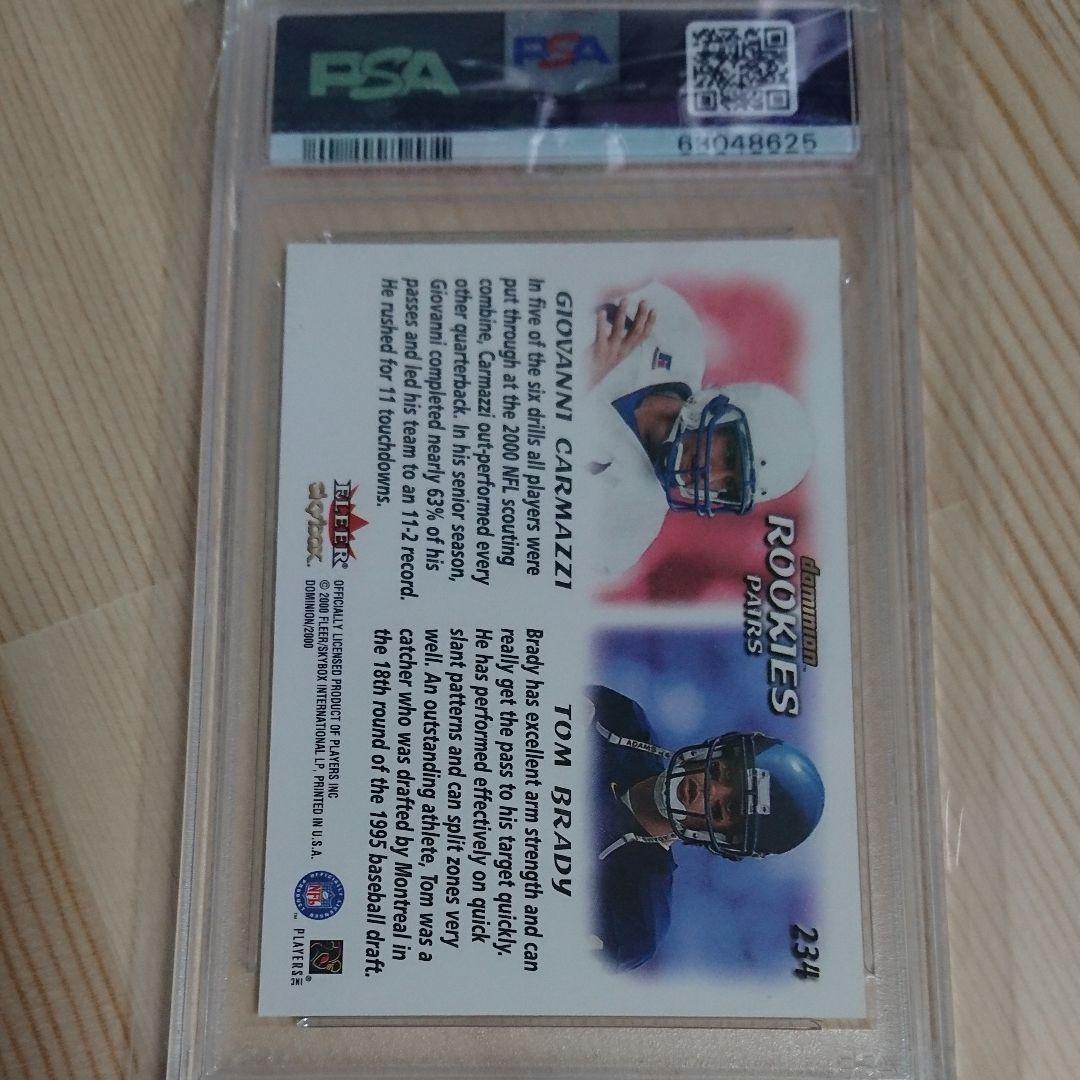 PSA
PSA
63048625
dominion™
ROOKIES
PAIRS
234
GIOVANNI CARMAZZI
In five of the six drills all players were
put through at the 2000 NFL scouting
combine, Carmazzi out-performed every
other quarterback. In his senior season,
Giovanni completed nearly 63% of his
passes and led his team to an 11-2 record.
He rushed for 11 touchdowns.
ADAMS
TOM BRADY
Brady has excellent arm strength and can
really get the pass to his target quickly.
He has performed effectively on quick
slant patterns and can split zones very
well. An outstanding athlete, Tom was a
catcher who was drafted by Montreal in
the 18th round of the 1995 baseball draft.
FLEER
skybox
OFFICIALLY LICENSED PRODUCT OF PLAYERS INC
© 2000 FLEER/SKYBOX INTERNATIONAL LP, PRINTED IN U.S.A.
DOMINION/2000
NFL
PLAYERS INC